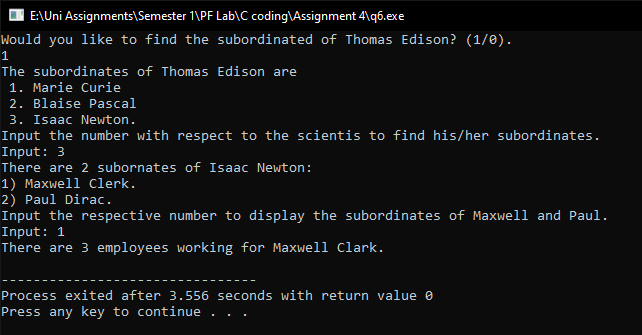 E:\Uni Assignments\Semester 1\PF Lab\C coding\Assignment 4\q6.exe
Would you like to find the subordinated of Thomas Edison? (1/0).
1
The subordinates of Thomas Edison are
1. Marie Curie
2. Blaise Pascal
3. Isaac Newton.
Input the number with respect to the scientis to find his/her subordinates.
Input: 3
There are 2 subornates of Isaac Newton:
1) Maxwell Clerk.
2) Paul Dirac.
Input the respective number to display the subordinates of Maxwell and Paul.
Input: 1
There are 3 employees working for Maxwell Clark.
--------------------------------
Process exited after 3.556 seconds with return value 0
Press any key to continue . . .